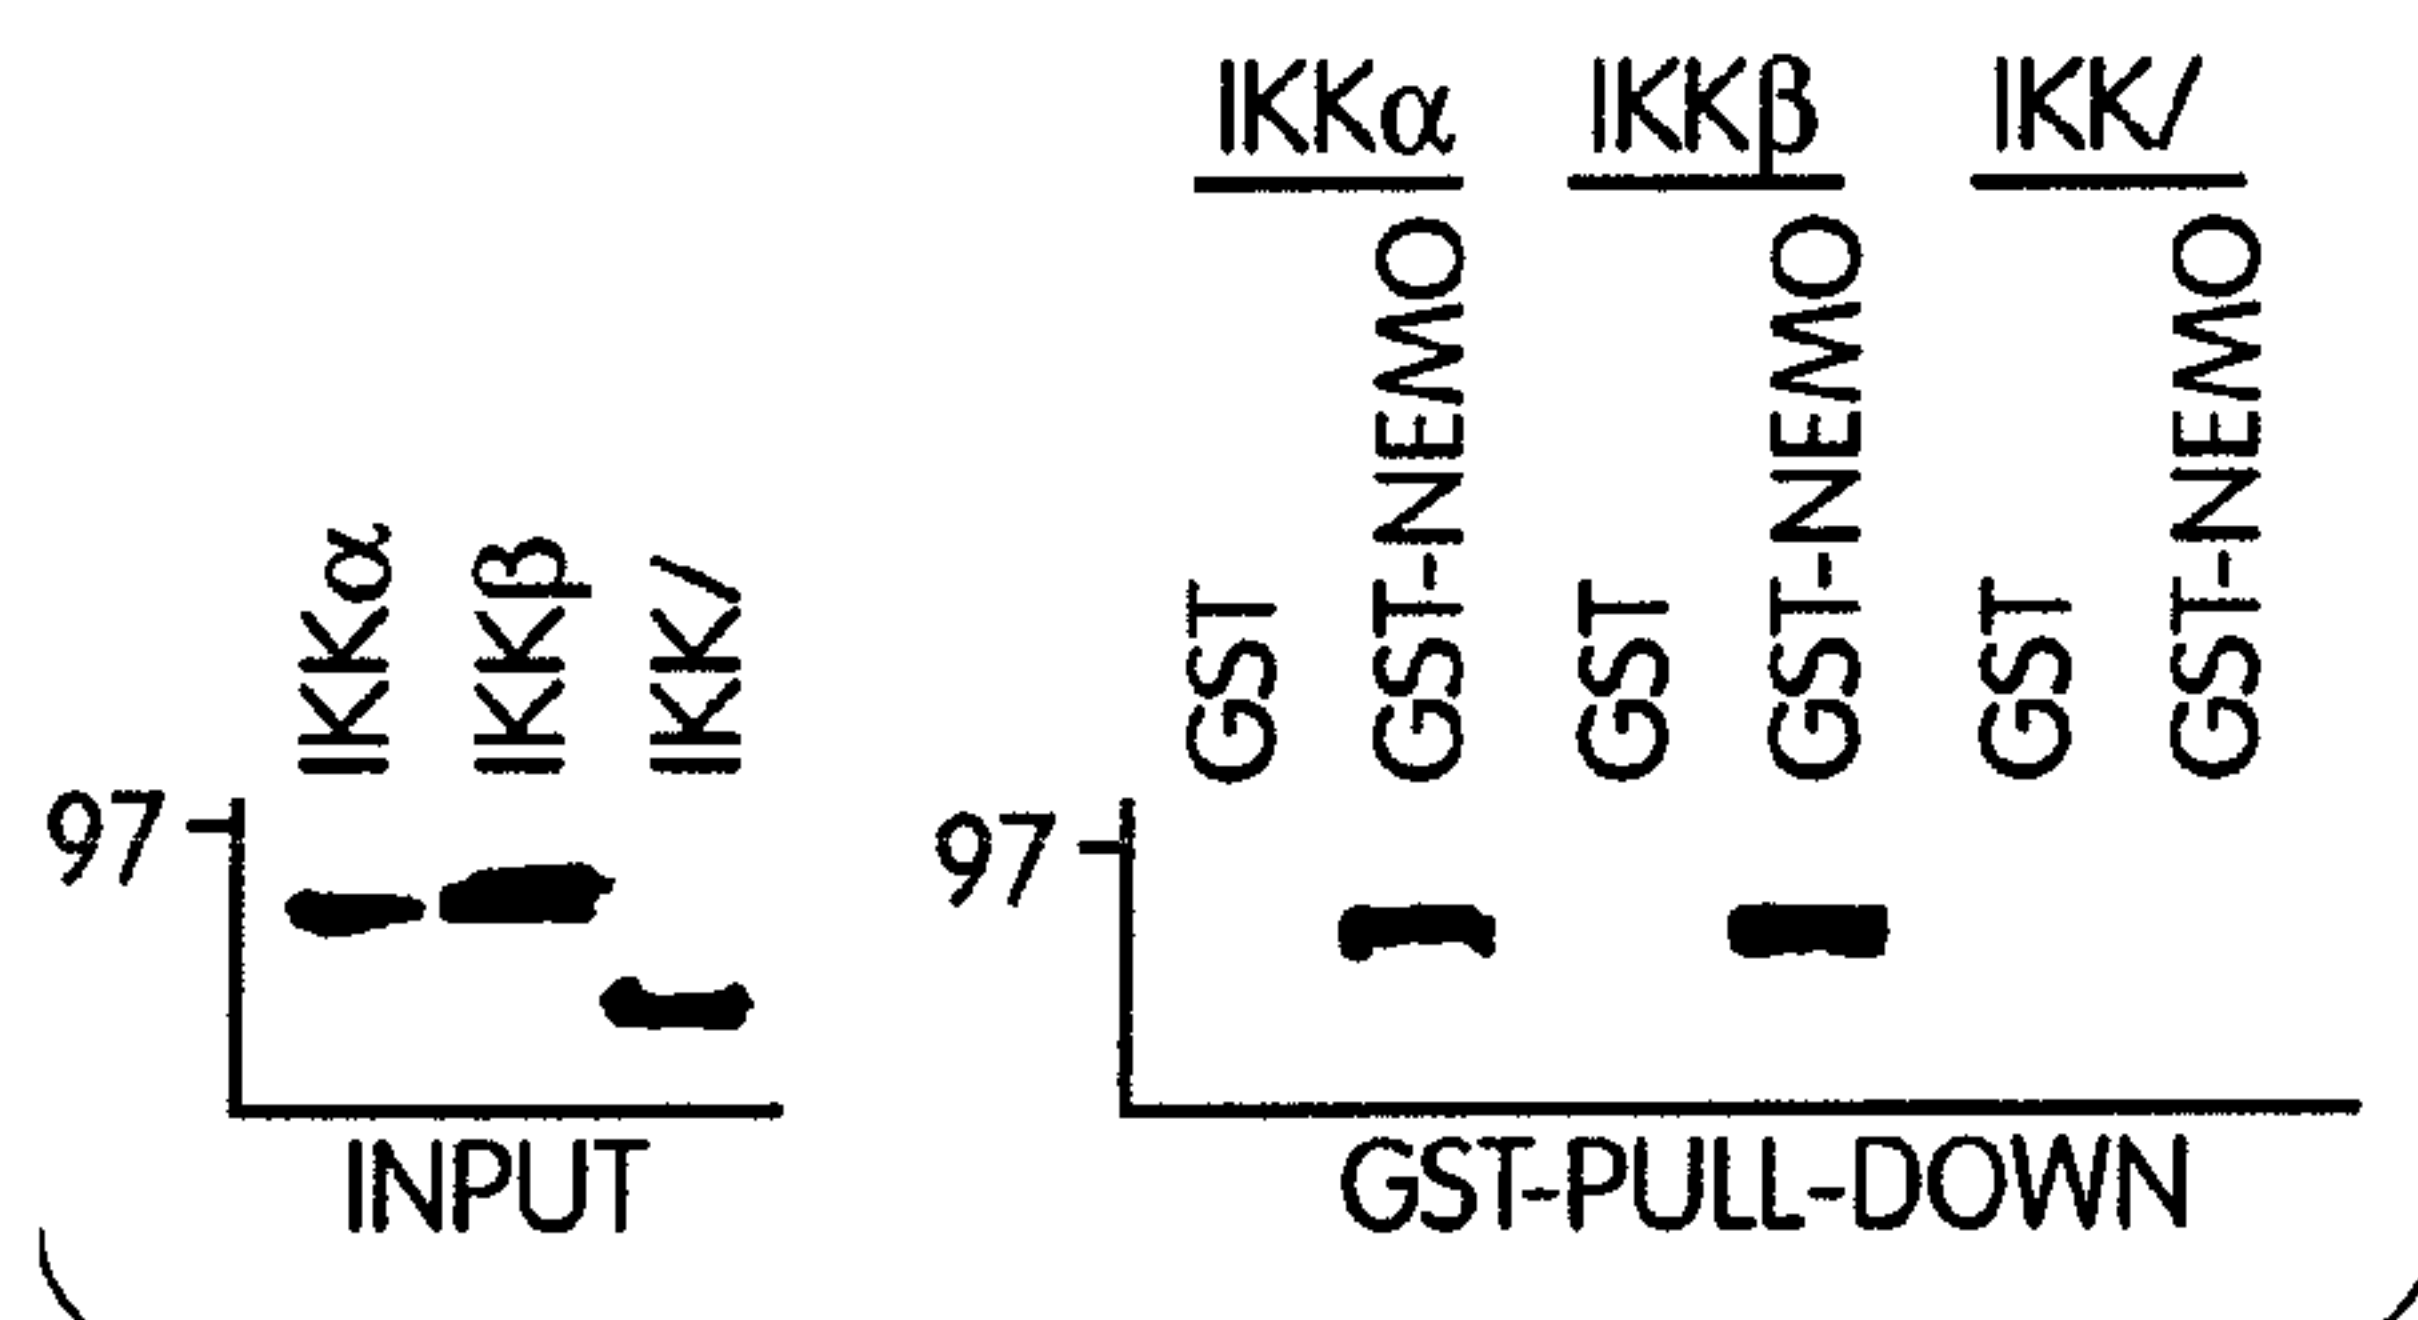 IKKα IKKβ IKK/
97
INPUT
IKKα IKKβ IKK/
GST GST-NEMO GST GST-NEMO GST GST-NEMO
97
GST-PULL-DOWN